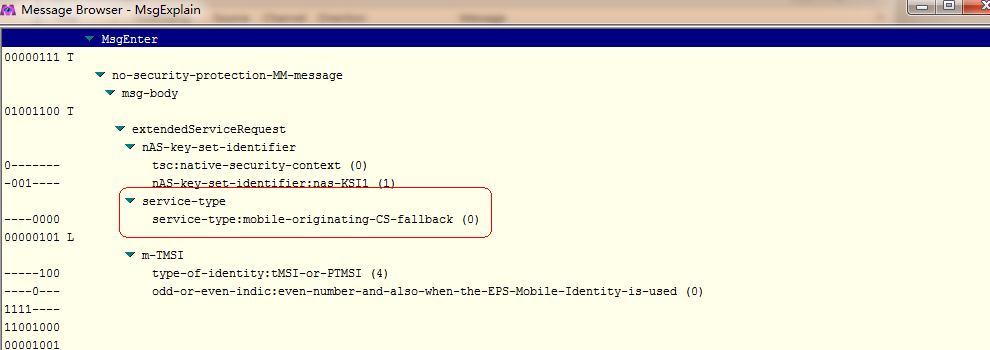 Message Browser - MsgExplain
MsgEnter
00000111 T
no-security-protection-MM-message
msg-body
01001100 T
extendedServiceRequest
nAS-key-set-identifier
0------- tsc:native-security-context (0)
-001---- nAS-key-set-identifier:nas-KSI1 (1)
service-type
----0000 service-type:mobile-originating-CS-fallback (0)
00000101 L
m-TMSI
-----100 type-of-identity:tMSI-or-PTMSI (4)
----0--- odd-or-even-indic:even-number-and-also-when-the-EPS-Mobile-Identity-is-used (0)
1111----
11001000
00001001